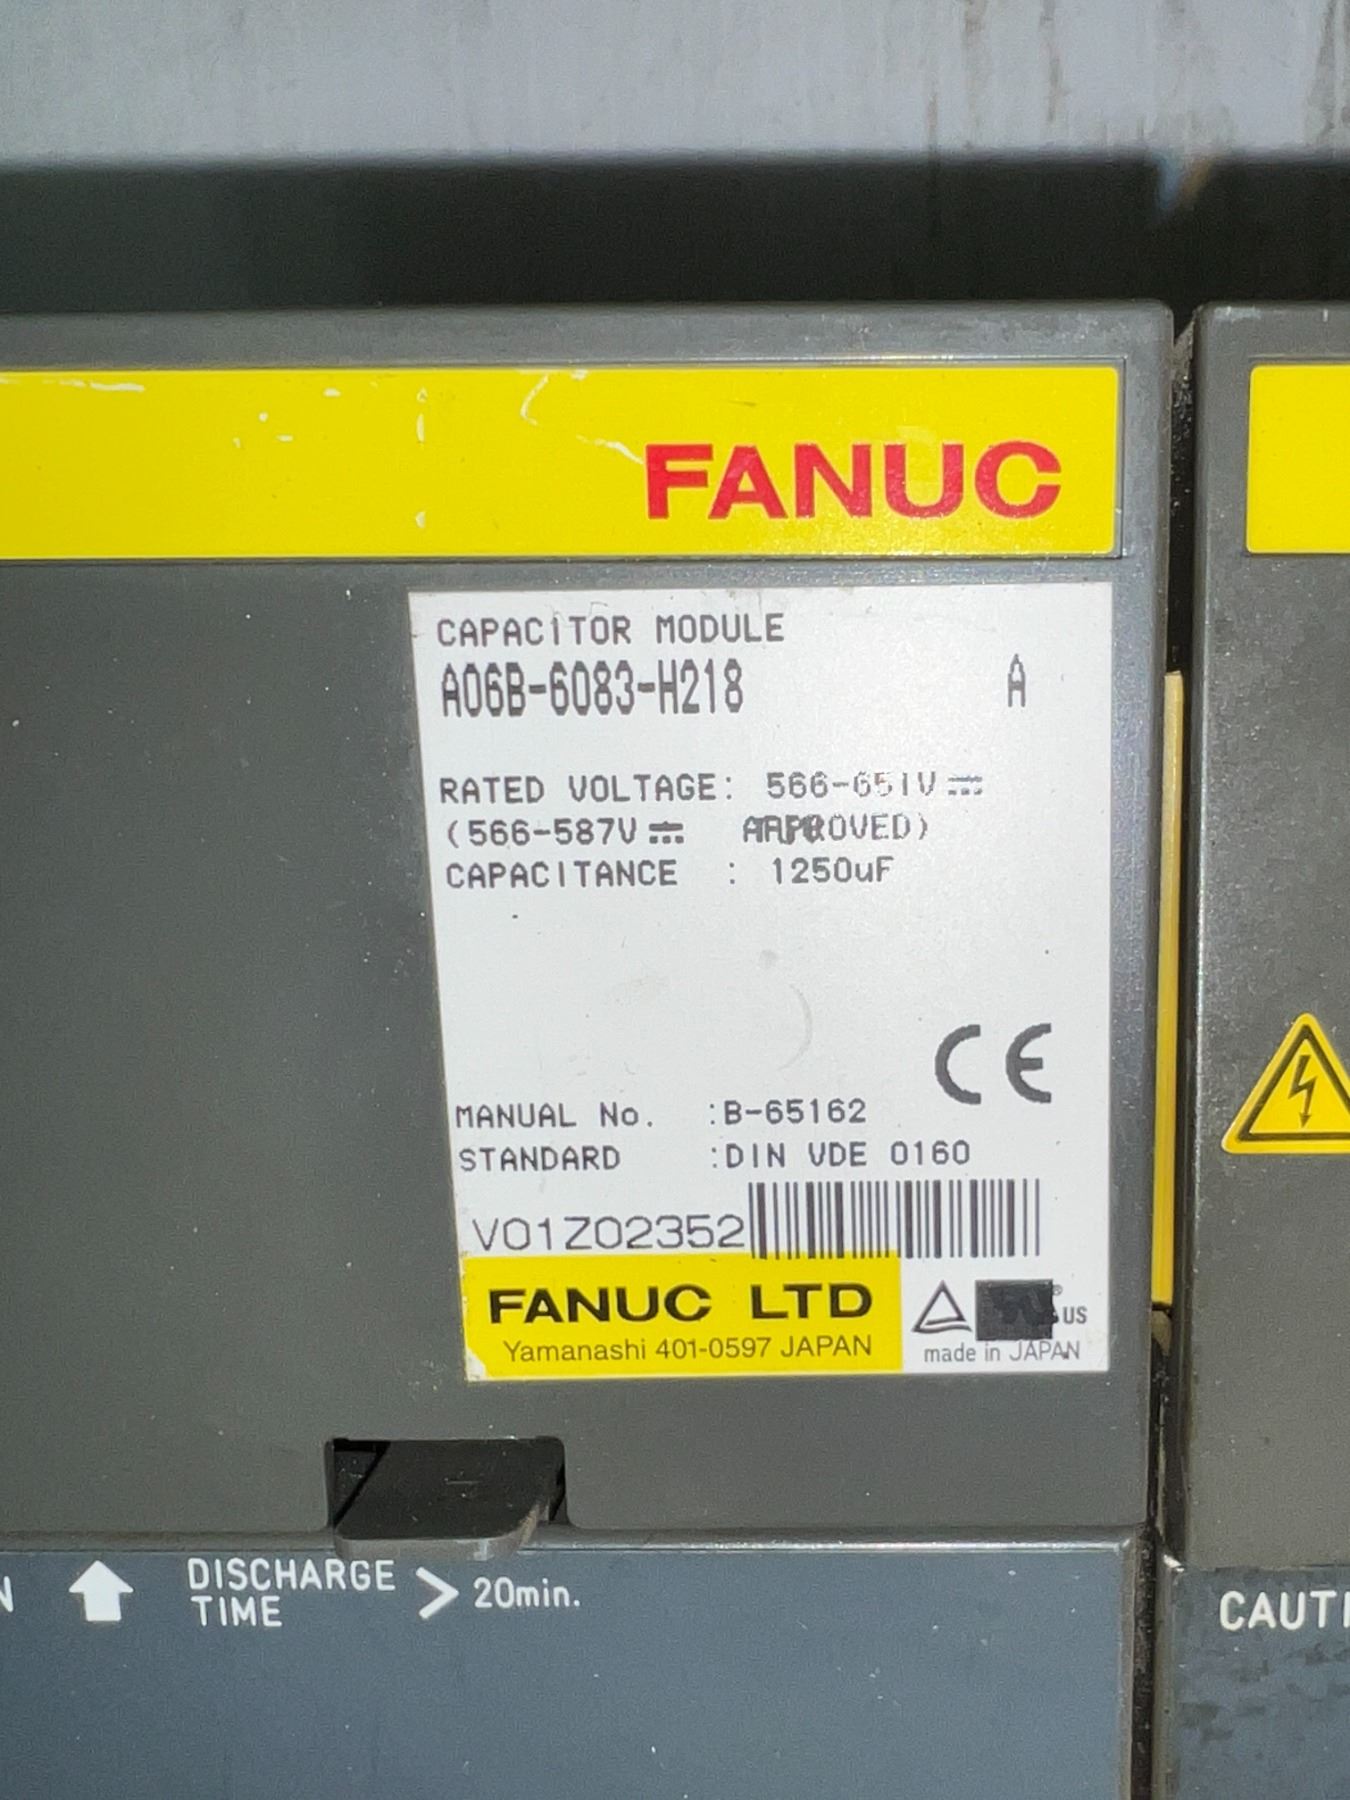 FANUC
CAPACITOR MODULE
A06B-6083-H218 A
RATED VOLTAGE: 566-651V
(566-587V APPROVED)
CAPACITANCE : 1250uF
CE
MANUAL No. :B-65162
STANDARD :DIN VDE 0160
V01Z02352
FANUC LTD
Yamanashi 401-0597 JAPAN
US
made in JAPAN
N DISCHARGE TIME > 20min.
CAUTI